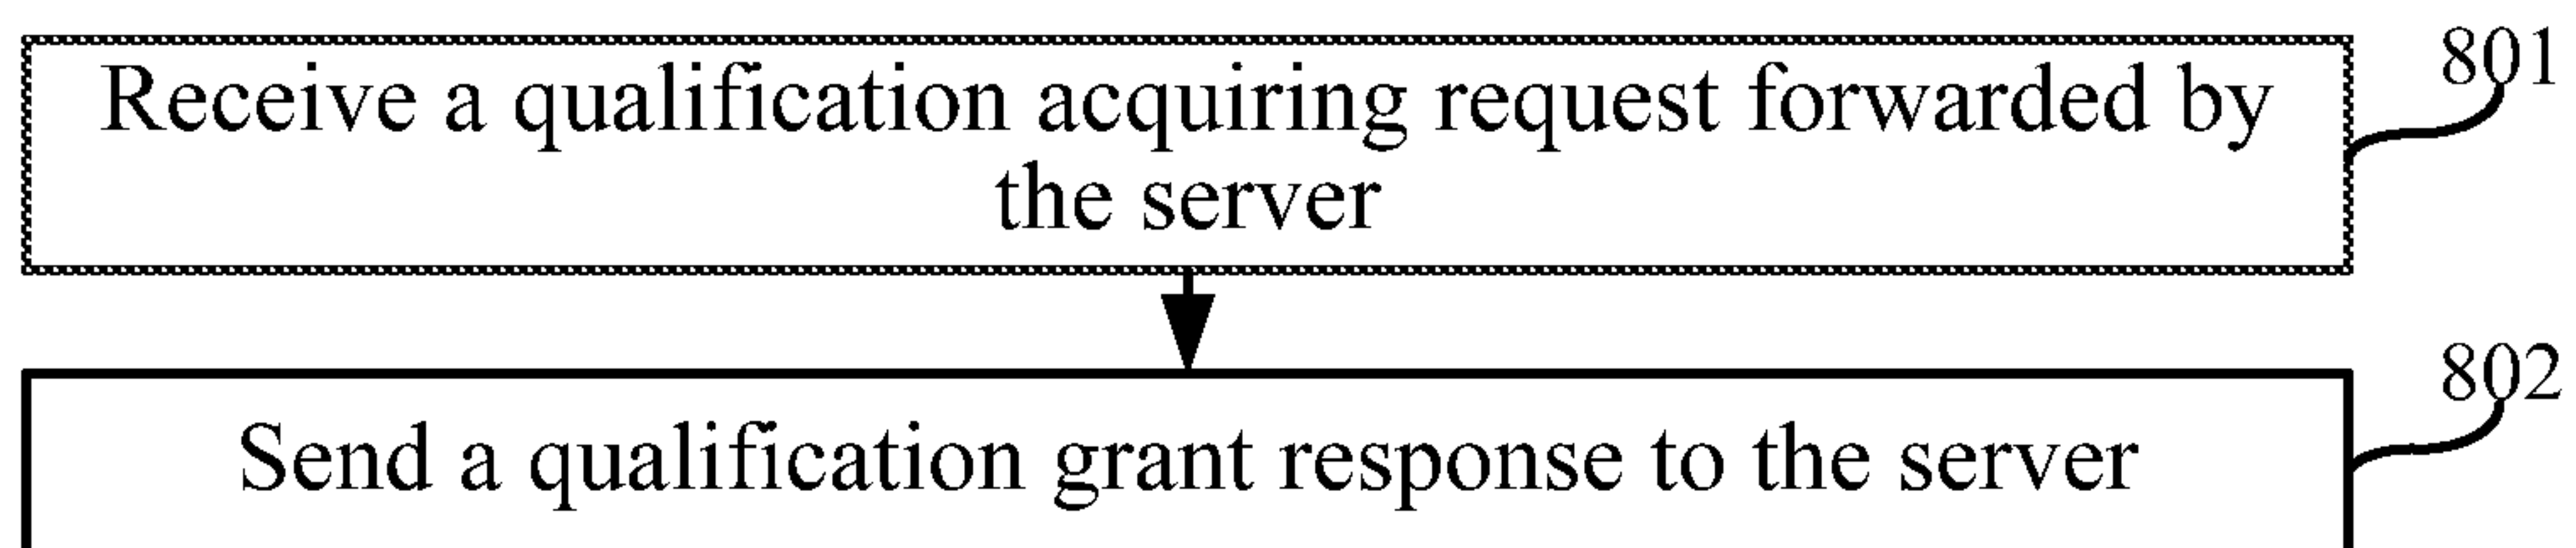 801
Receive a qualification acquiring request forwarded by
the server
802
Send a qualification grant response to the server